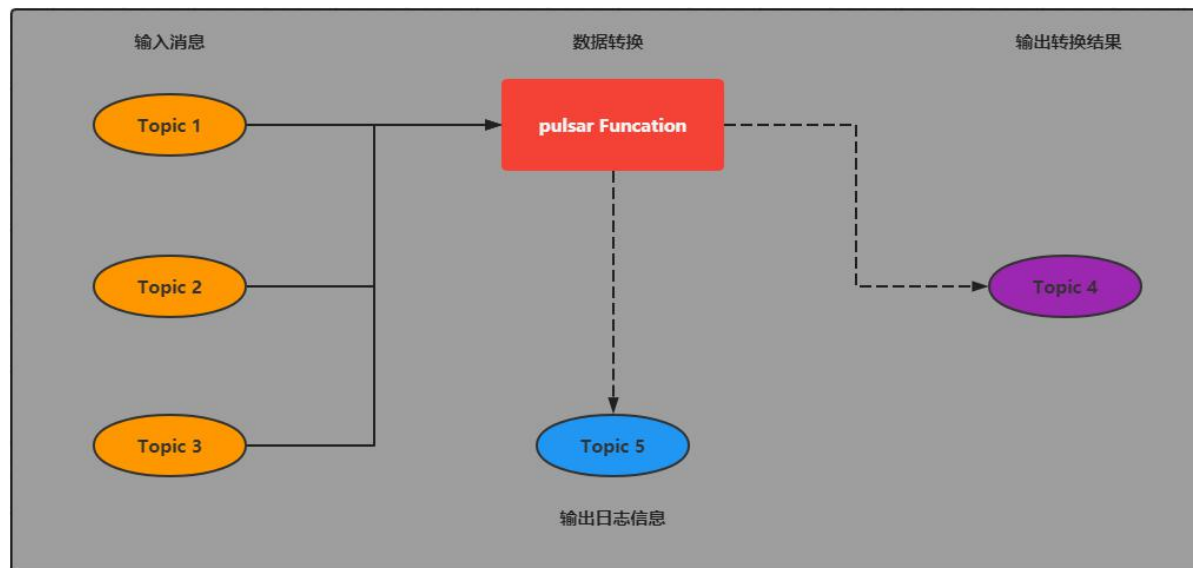 输入消息
数据转换
输出转换结果
Topic 1
pulsar Funcation
Topic 2
Topic 4
Topic 3
Topic 5
输出日志信息